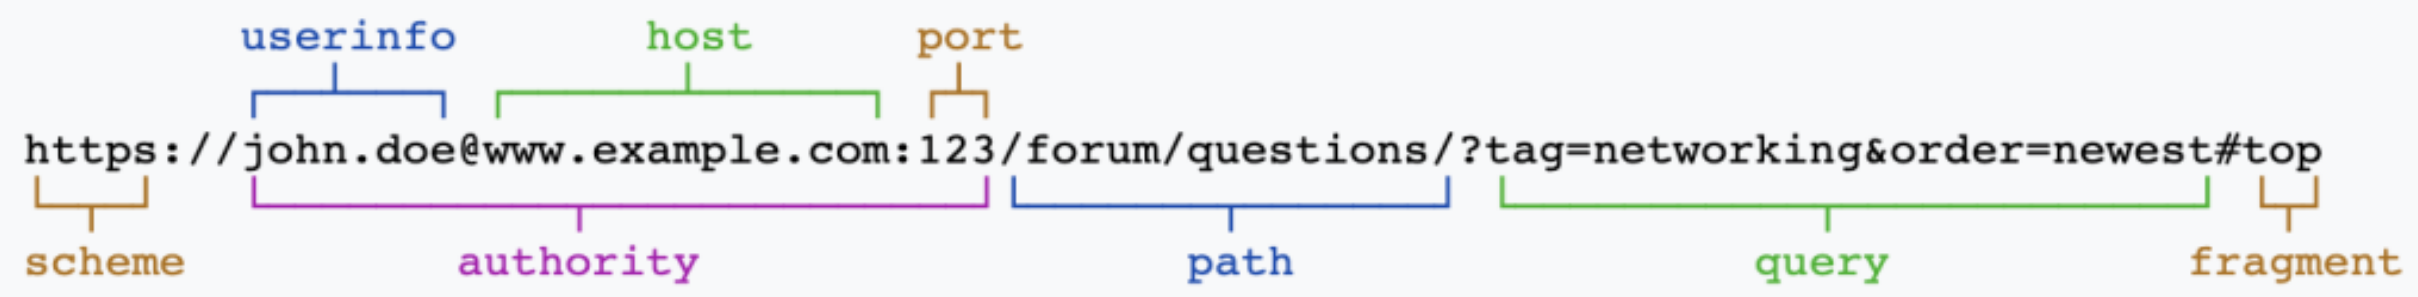 userinfo host port
https://john.doe@www.example.com:123/forum/questions/?tag=networking&order=newest#top
scheme authority path query fragment